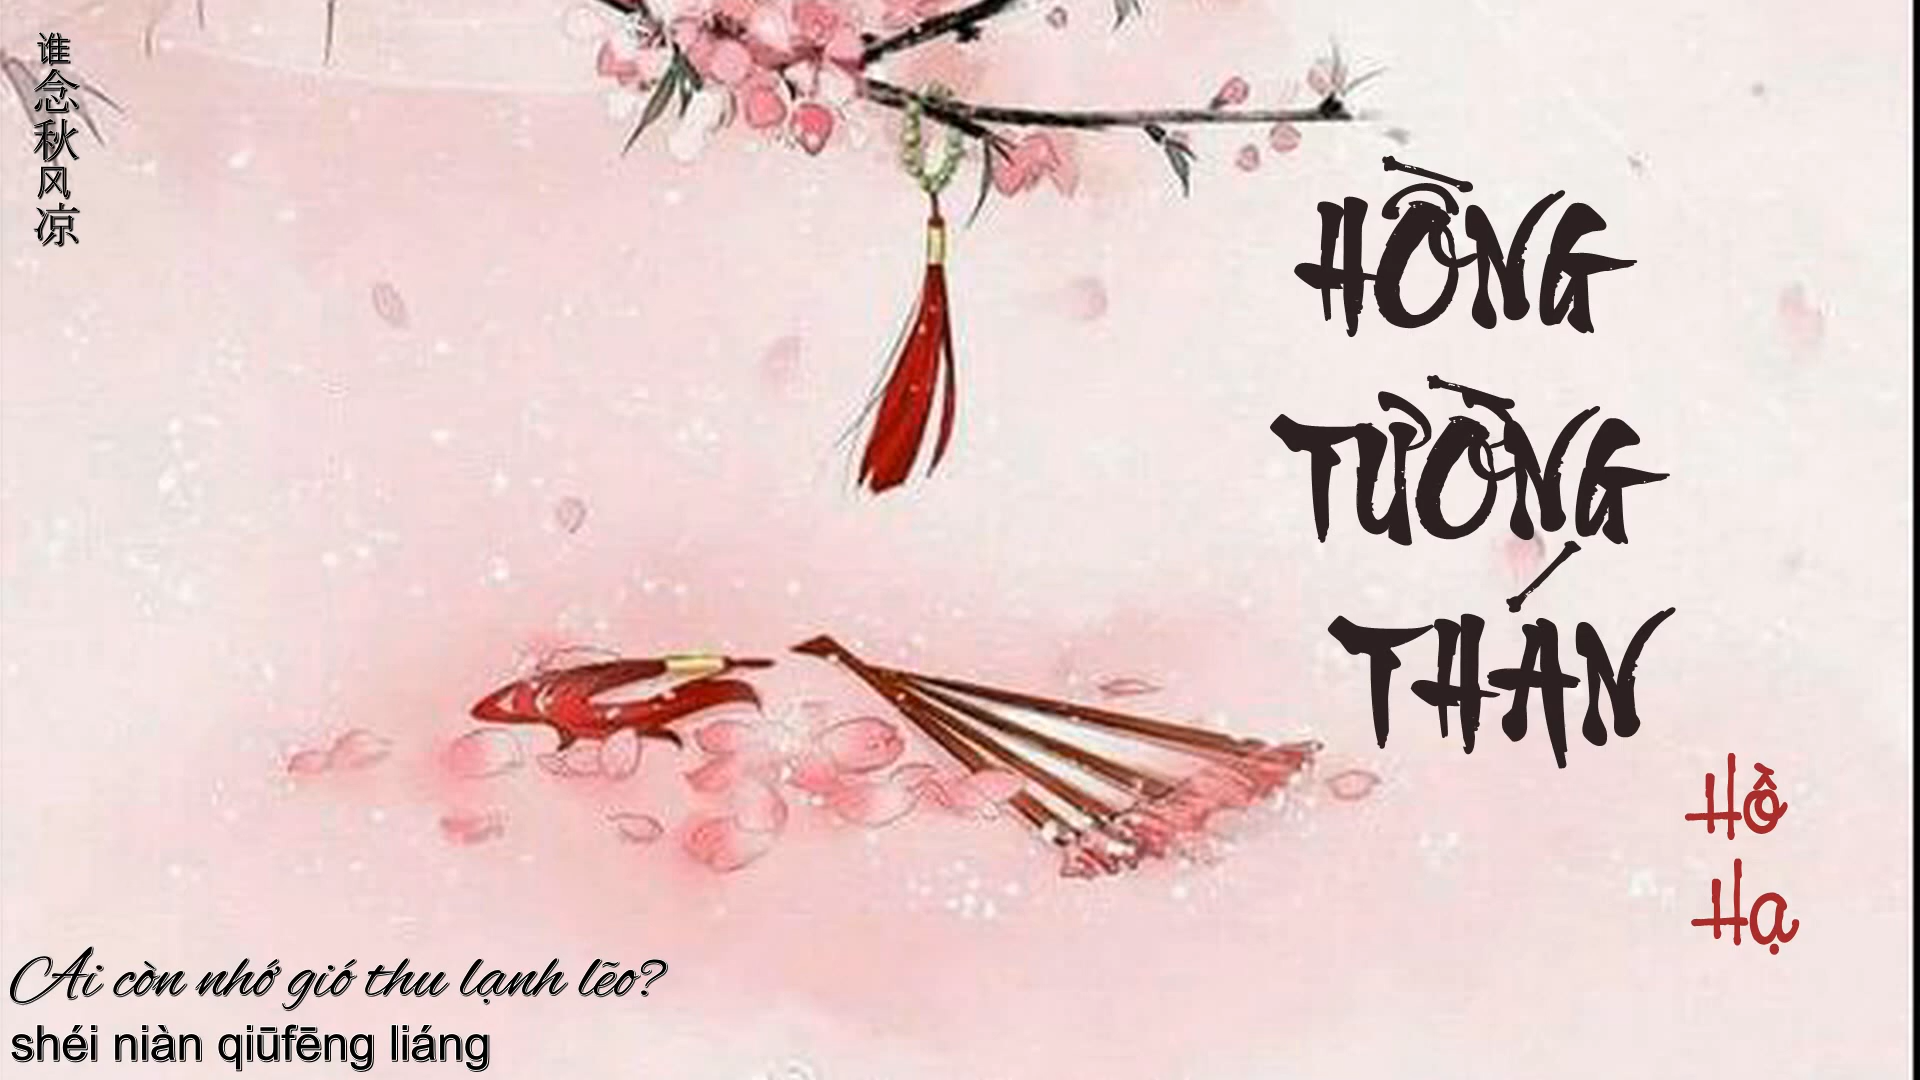 谁念秋风凉
HỒNG
TƯỜNG
THÁN
Hồ
Hạ
Ai còn nhớ gió thu lạnh lẽo?
shéi niàn qiūfēng liáng